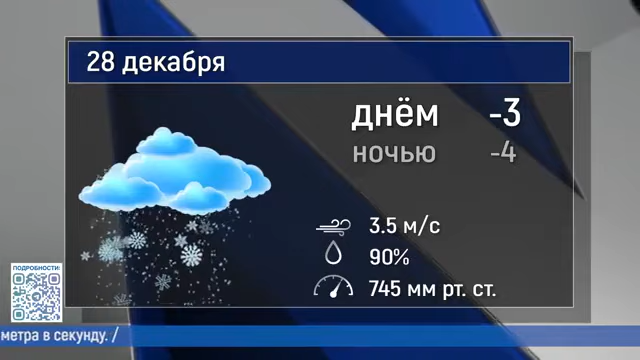 28 декабря
днём -3
ночью -4
3.5 м/с
90%
745 мм рт. ст.
ПОДРОБНОСТИ:
метра в секунду. /